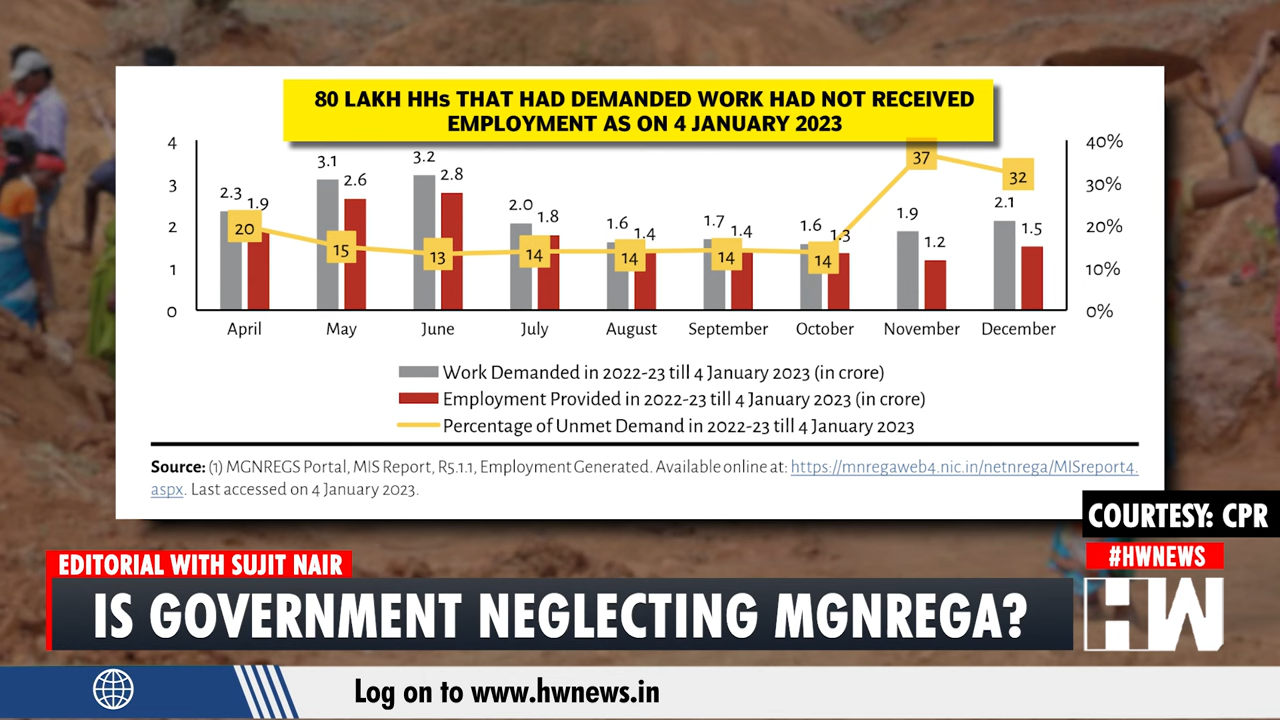 80 LAKH HHs THAT HAD DEMANDED WORK HAD NOT RECEIVED
EMPLOYMENT AS ON 4 JANUARY 2023
4
3
2
1
0
40%
30%
20%
10%
0%
2.3
1.9
20
3.1
2.6
15
3.2
2.8
13
2.0
1.8
14
1.6
1.4
14
1.7
1.4
14
1.6
1.3
14
1.9
1.2
37
2.1
1.5
32
April May June July August September October November December
Work Demanded in 2022-23 till 4 January 2023 (in crore)
Employment Provided in 2022-23 till 4 January 2023 (in crore)
Percentage of Unmet Demand in 2022-23 till 4 January 2023
Source: (1) MGNREGS Portal, MIS Report, R5.1.1, Employment Generated. Available online at: https://mnregaweb4.nic.in/netnrega/MISreport4.
aspx. Last accessed on 4 January 2023.
COURTESY: CPR
EDITORIAL WITH SUJIT NAIR
#HWNEWS
IS GOVERNMENT NEGLECTING MGNREGA?
HW
Log on to www.hwnews.in